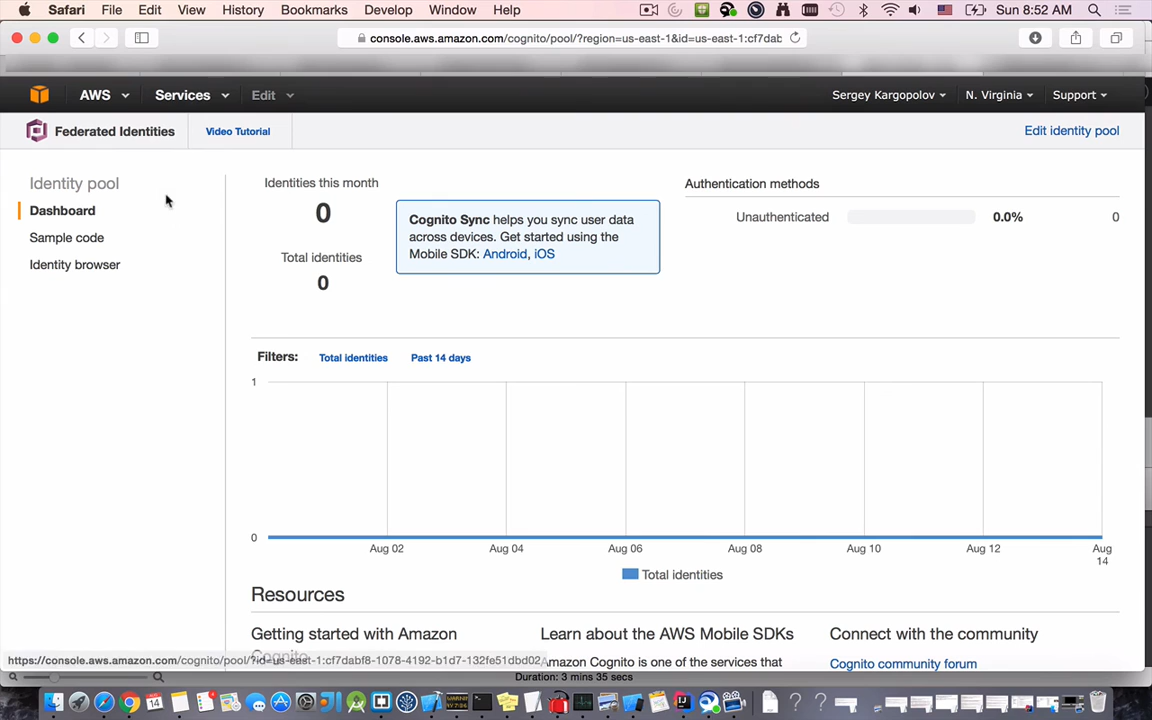 Safari File Edit View History Bookmarks Develop Window Help Sun 8:52 AM
console.aws.amazon.com/cognito/pool/?region=us-east-1&id=us-east-1:cf7dab
AWS Services Edit Sergey Kargopolov N. Virginia Support
Federated Identities Video Tutorial Edit identity pool
Identity pool
Dashboard
Sample code
Identity browser
Identities this month
0
Total identities
0
Cognito Sync helps you sync user data
across devices. Get started using the
Mobile SDK: Android, iOS
Authentication methods
Unauthenticated 0.0% 0
Filters: Total identities Past 14 days
1
0
Aug 02 Aug 04 Aug 06 Aug 08 Aug 10 Aug 12 Aug
14
Total identities
Resources
Getting started with Amazon
Cognito
Learn about the AWS Mobile SDKs
Amazon Cognito is one of the services that
Connect with the community
Cognito community forum
https://console.aws.amazon.com/cognito/pool/?id=us-east-1:cf7dabf8-1078-4192-b1d7-132fe51dbd02
Duration: 3 mins 35 secs